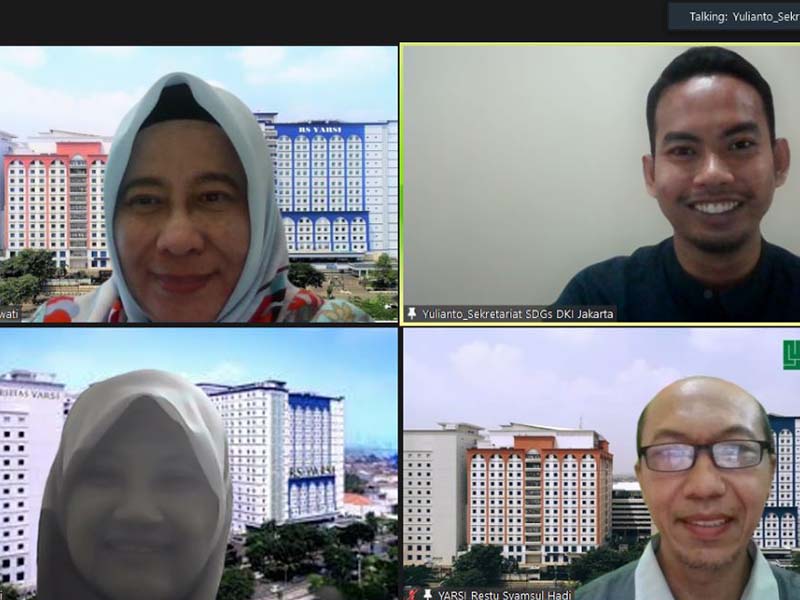 Talking: Yulianto_Sekr
RS YARSI
wati
Yulianto_Sekretariat SDGs DKI Jakarta
RSITAS YARSI
RS YARSI
i
YARSI_Restu Syamsul Hadi